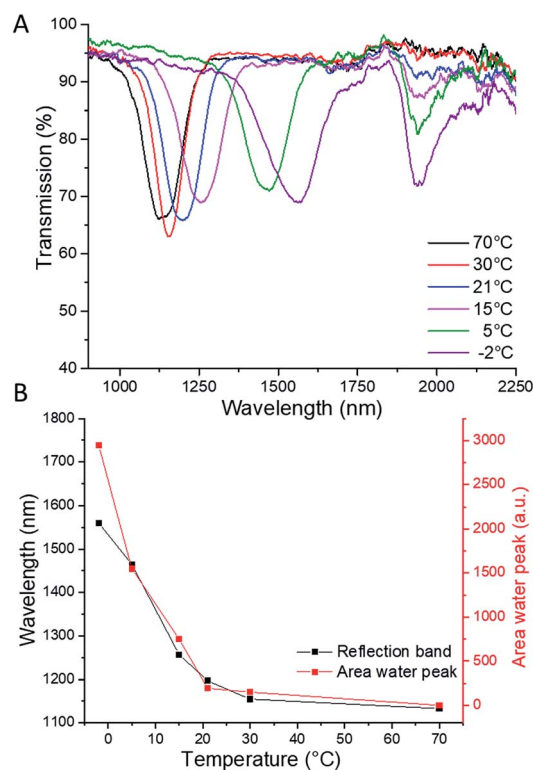 A
100
90
80
70
60
50
40
Transmission (%)
70°C
30°C
21°C
15°C
5°C
-2°C
1000 1250 1500 1750 2000 2250
Wavelength (nm)
B
1800
1700
1600
1500
1400
1300
1200
1100
Wavelength (nm)
3000
2500
2000
1500
1000
500
0
Area water peak (a.u.)
Reflection band
Area water peak
0 10 20 30 40 50 60 70
Temperature (°C)